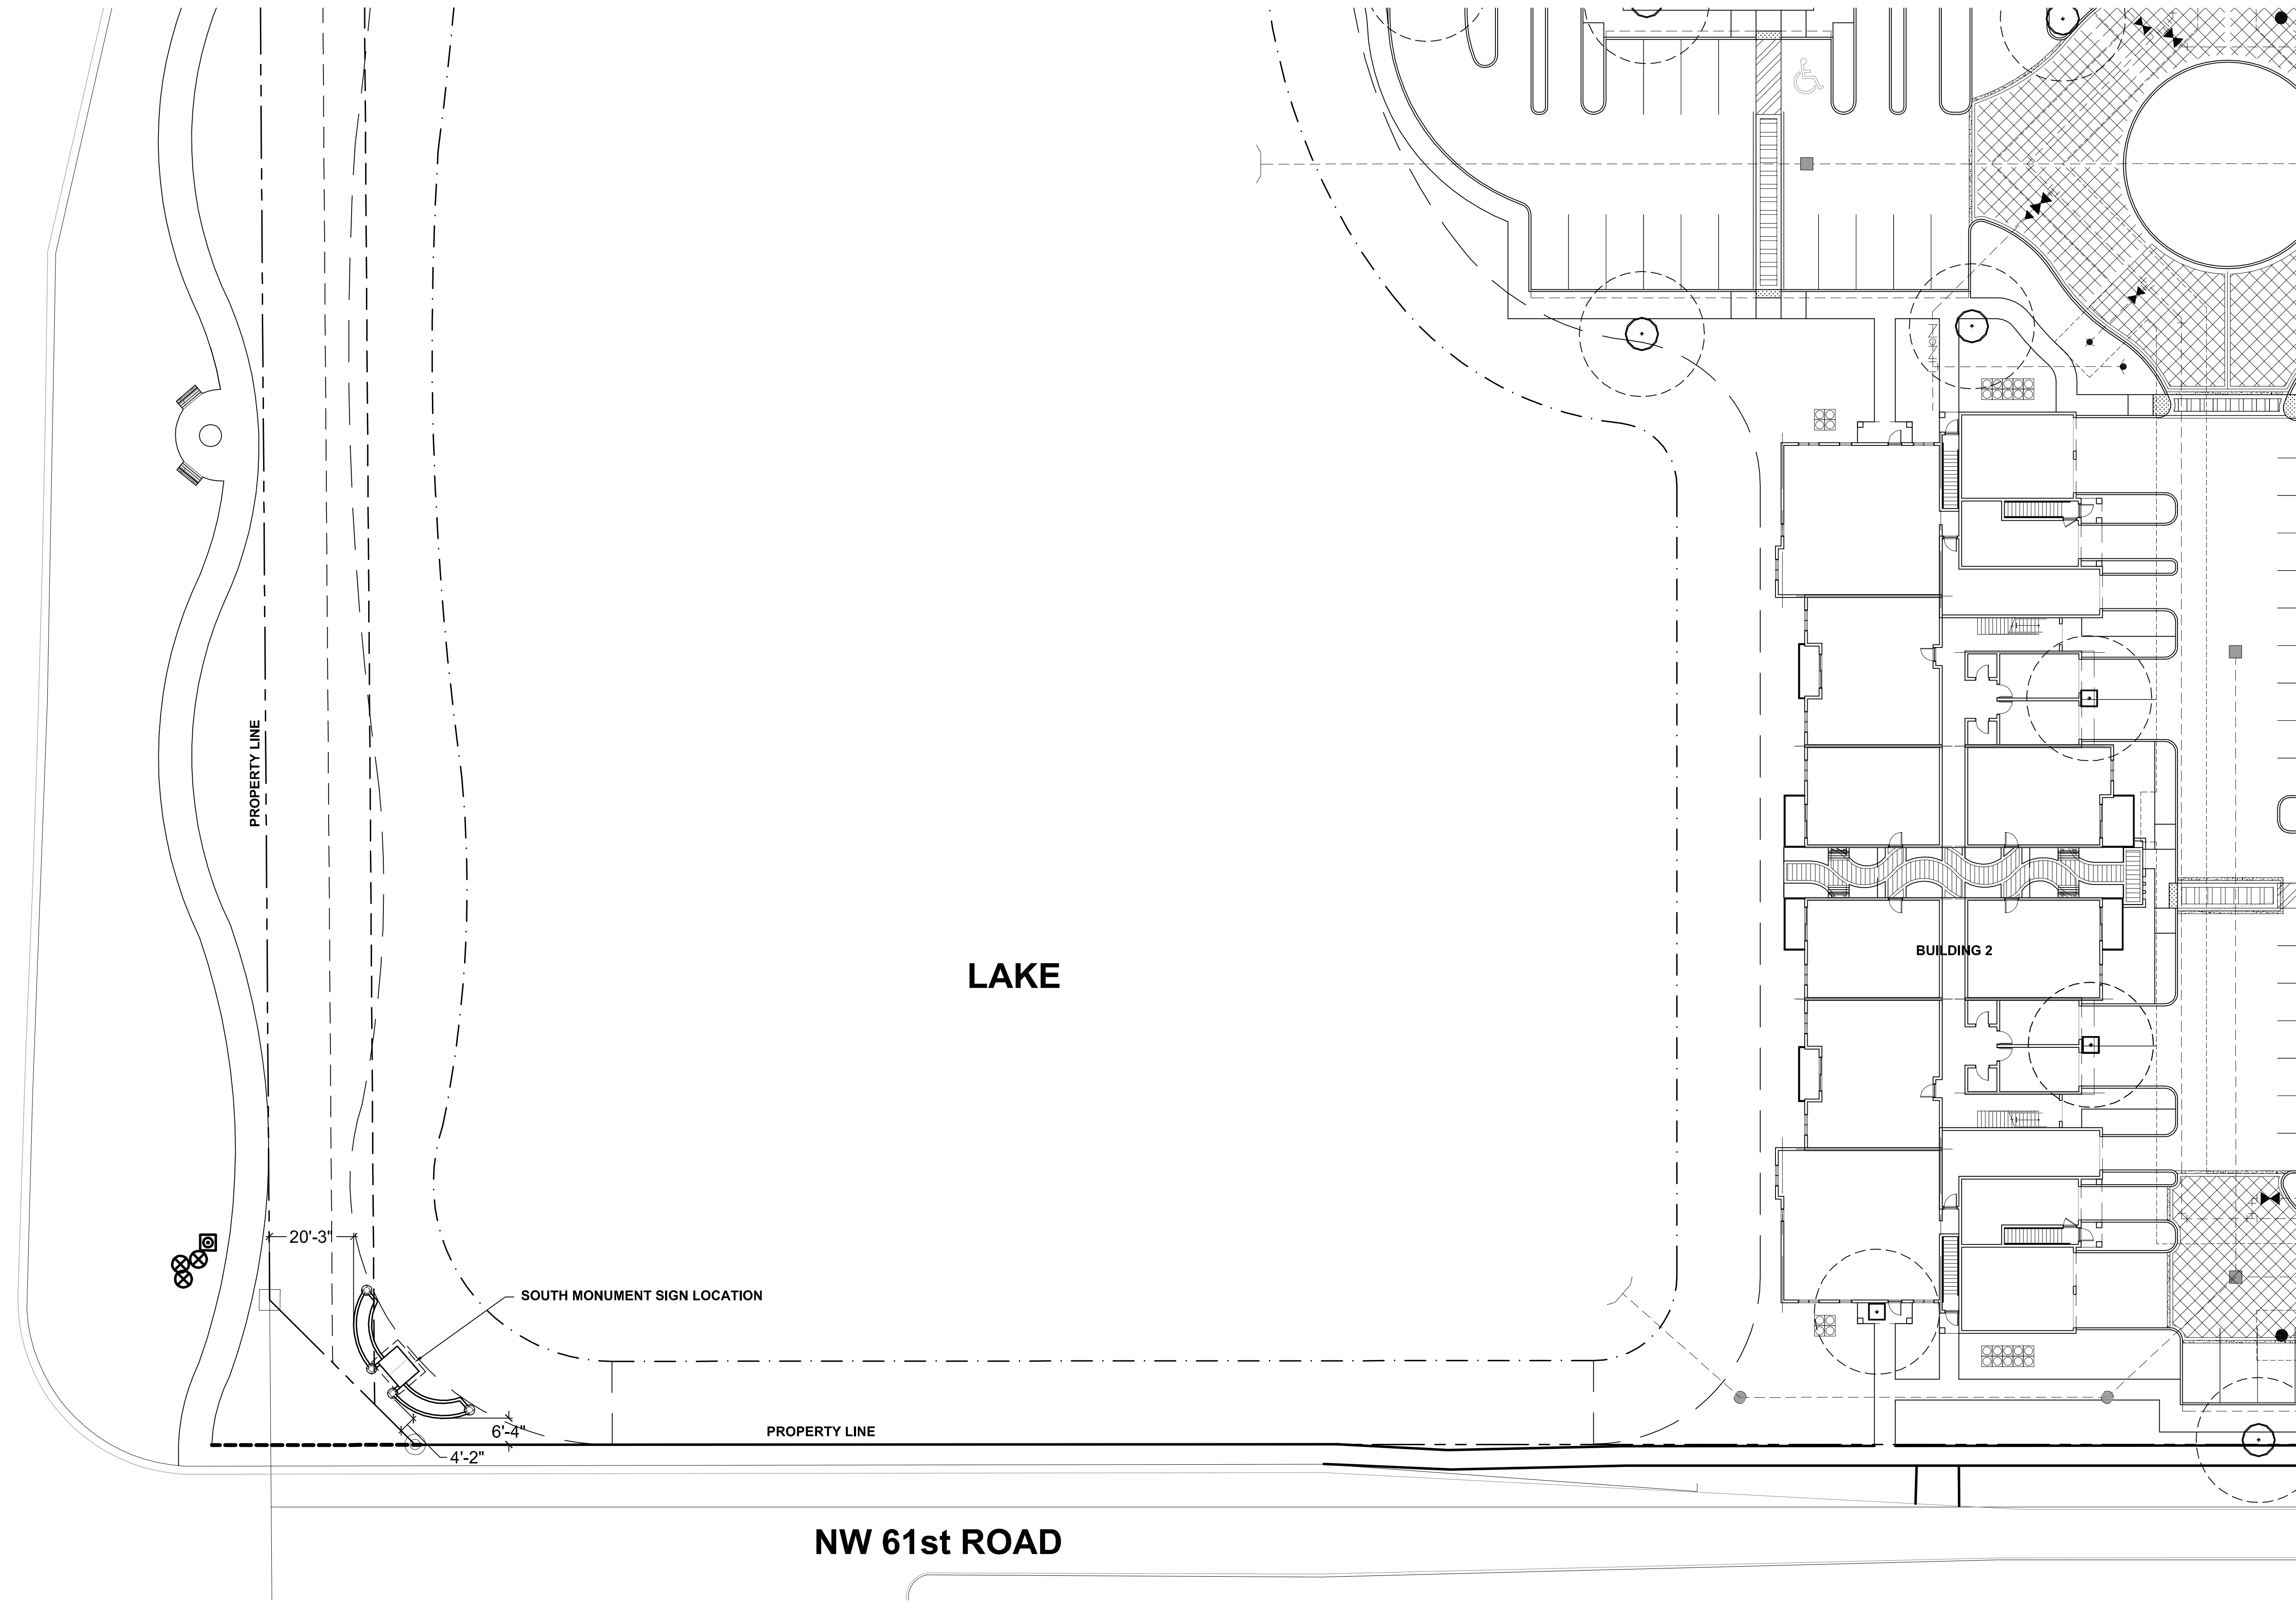 PROPERTY LINE
LAKE
BUILDING 2
20'-3"
SOUTH MONUMENT SIGN LOCATION
6'-4"
PROPERTY LINE
4'-2"
NW 61st ROAD